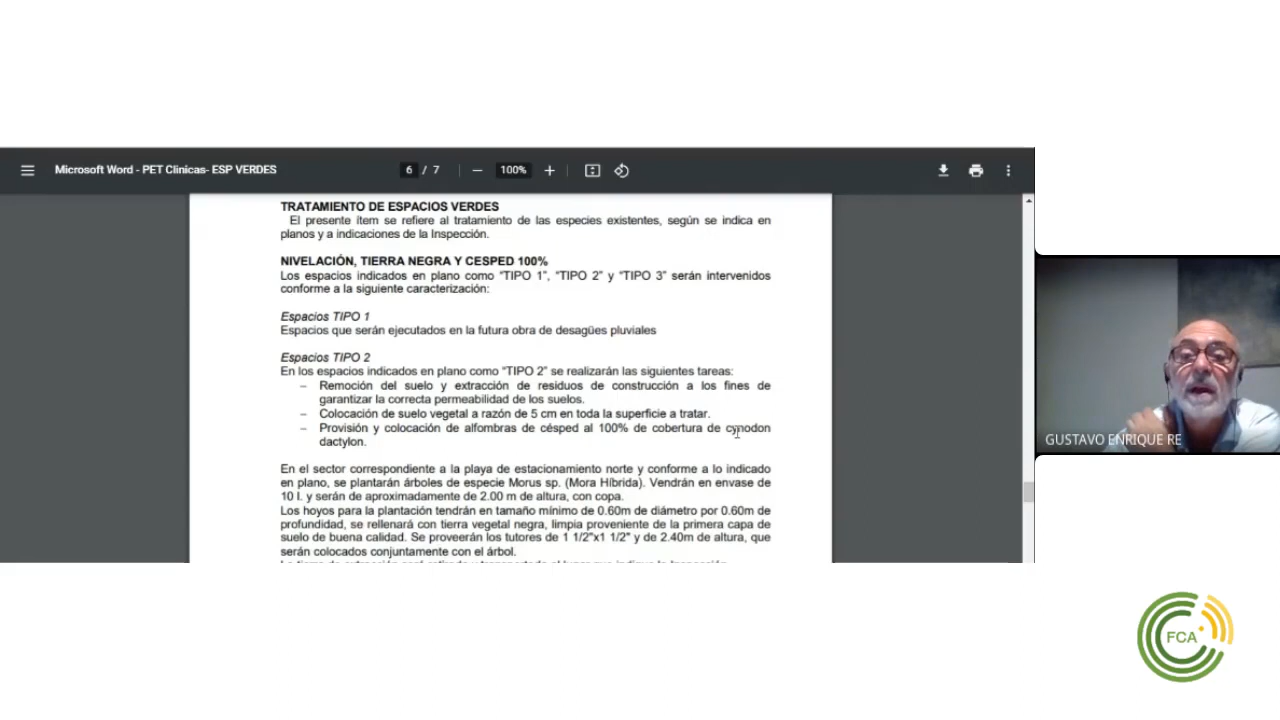 Microsoft Word - PET Clinicas- ESP VERDES
6 / 7
100%
TRATAMIENTO DE ESPACIOS VERDES
El presente ítem se refiere al tratamiento de las especies existentes, según se indica en
planos y a indicaciones de la Inspección.
NIVELACIÓN, TIERRA NEGRA Y CESPED 100%
Los espacios indicados en plano como “TIPO 1”, “TIPO 2” y “TIPO 3” serán intervenidos
conforme a la siguiente caracterización:
Espacios TIPO 1
Espacios que serán ejecutados en la futura obra de desagües pluviales
Espacios TIPO 2
En los espacios indicados en plano como “TIPO 2” se realizarán las siguientes tareas:
– Remoción del suelo y extracción de residuos de construcción a los fines de
garantizar la correcta permeabilidad de los suelos.
– Colocación de suelo vegetal a razón de 5 cm en toda la superficie a tratar.
– Provisión y colocación de alfombras de césped al 100% de cobertura de cynodon
dactylon.
En el sector correspondiente a la playa de estacionamiento norte y conforme a lo indicado
en plano, se plantarán árboles de especie Morus sp. (Mora Híbrida). Vendrán en envase de
10 l. y serán de aproximadamente de 2.00 m de altura, con copa.
Los hoyos para la plantación tendrán en tamaño mínimo de 0.60m de diámetro por 0.60m de
profundidad, se rellenará con tierra vegetal negra, limpia proveniente de la primera capa de
suelo de buena calidad. Se proveerán los tutores de 1 1/2"x1 1/2" y de 2.40m de altura, que
serán colocados conjuntamente con el árbol.
GUSTAVO ENRIQUE RE
FCA